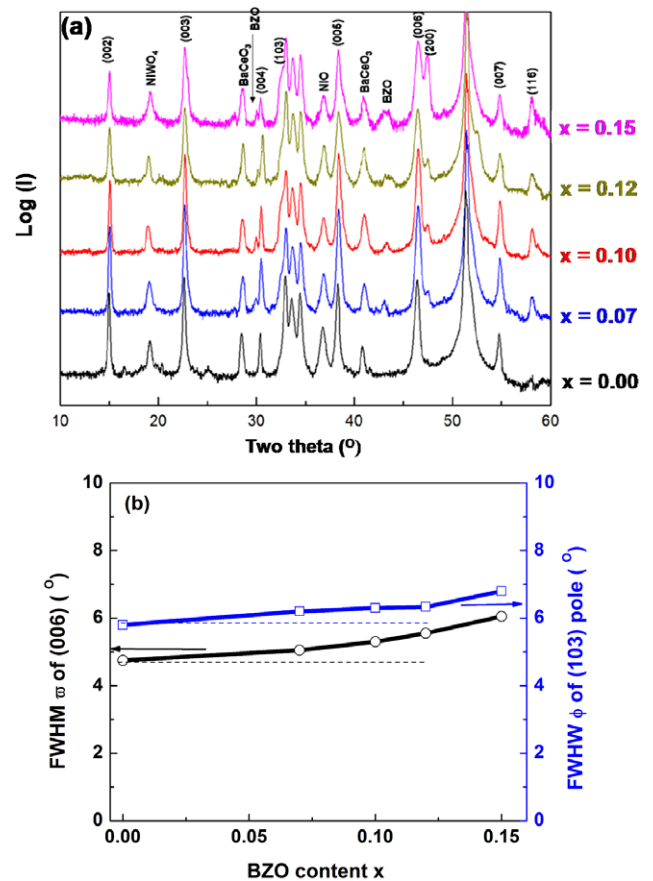 (a)
(002)
NIWO4
(003)
BaCeO3
BZO
(004)
(103)
NIO
(005)
BaCeO3
BZO
(006)
(200)
(007)
(116)
Log (I)
x = 0.15
x = 0.12
x = 0.10
x = 0.07
x = 0.00
10 20 30 40 50 60
Two theta (O)
(b)
10 10
8 8
6 6
4 4
2 2
0 0
FWHM ϖ of (006) ( O)
FWHW ϕ of (103) pole ( O)
0.00 0.05 0.10 0.15
BZO content x